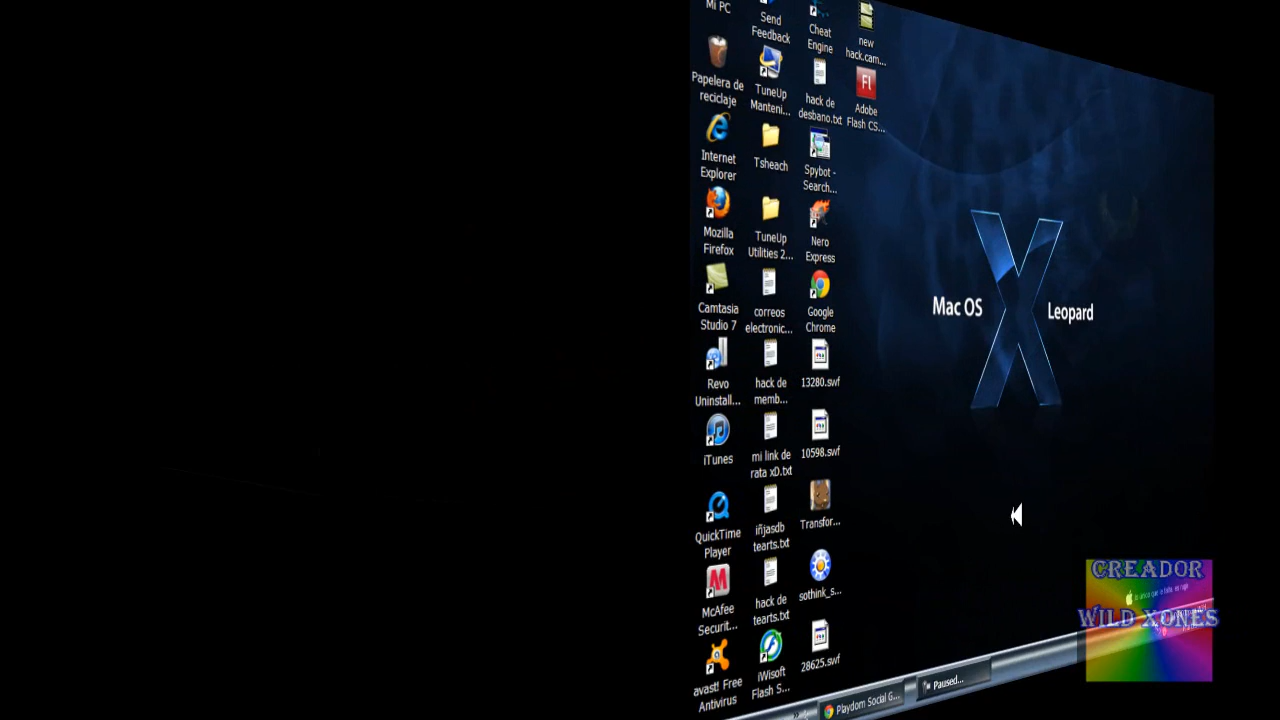 Mi PC
Papelera de
reciclaje
Internet
Explorer
Mozilla
Firefox
Camtasia
Studio 7
Revo
Uninstall...
iTunes
QuickTime
Player
McAfee
Securit...
avast! Free
Antivirus
Send
Feedback
TuneUp
Manteni...
Tsheach
TuneUp
Utilities 2...
correos
electronic...
hack de
memb...
mi link de
rata xD.txt
iñjasdb
tearts.txt
hack de
tearts.txt
iWisoft
Flash S...
Cheat
Engine
hack de
desbano.txt
Spybot -
Search...
Nero
Express
Google
Chrome
13280.swf
10598.swf
Transfor...
sothink_s...
28625.swf
new
hack.cam...
Adobe
Flash CS...
Mac OS
X
Leopard
CREADOR
WILD XONES
Playdom Social G...
Paused...